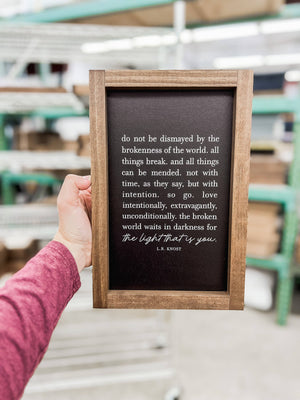 do not be dismayed by the
brokenness of the world. all
things break. and all things
can be mended. not with
time, as they say, but with
intention. so go. love
intentionally, extravagantly,
unconditionally. the broken
world waits in darkness for
the light that is you.
L.R. KNOST